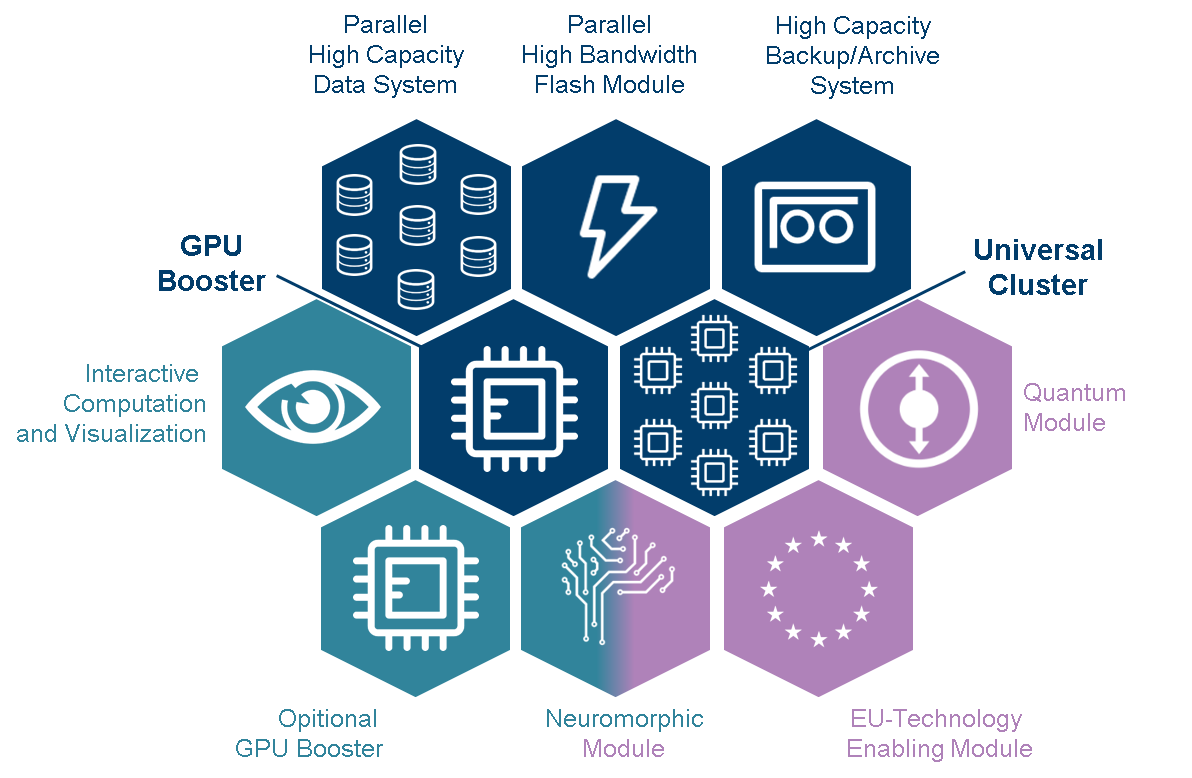 Parallel
High Capacity
Data System
Parallel
High Bandwidth
Flash Module
High Capacity
Backup/Archive
System
GPU
Booster
Universal
Cluster
Interactive
Computation
and Visualization
Quantum
Module
Opitional
GPU Booster
Neuromorphic
Module
EU-Technology
Enabling Module